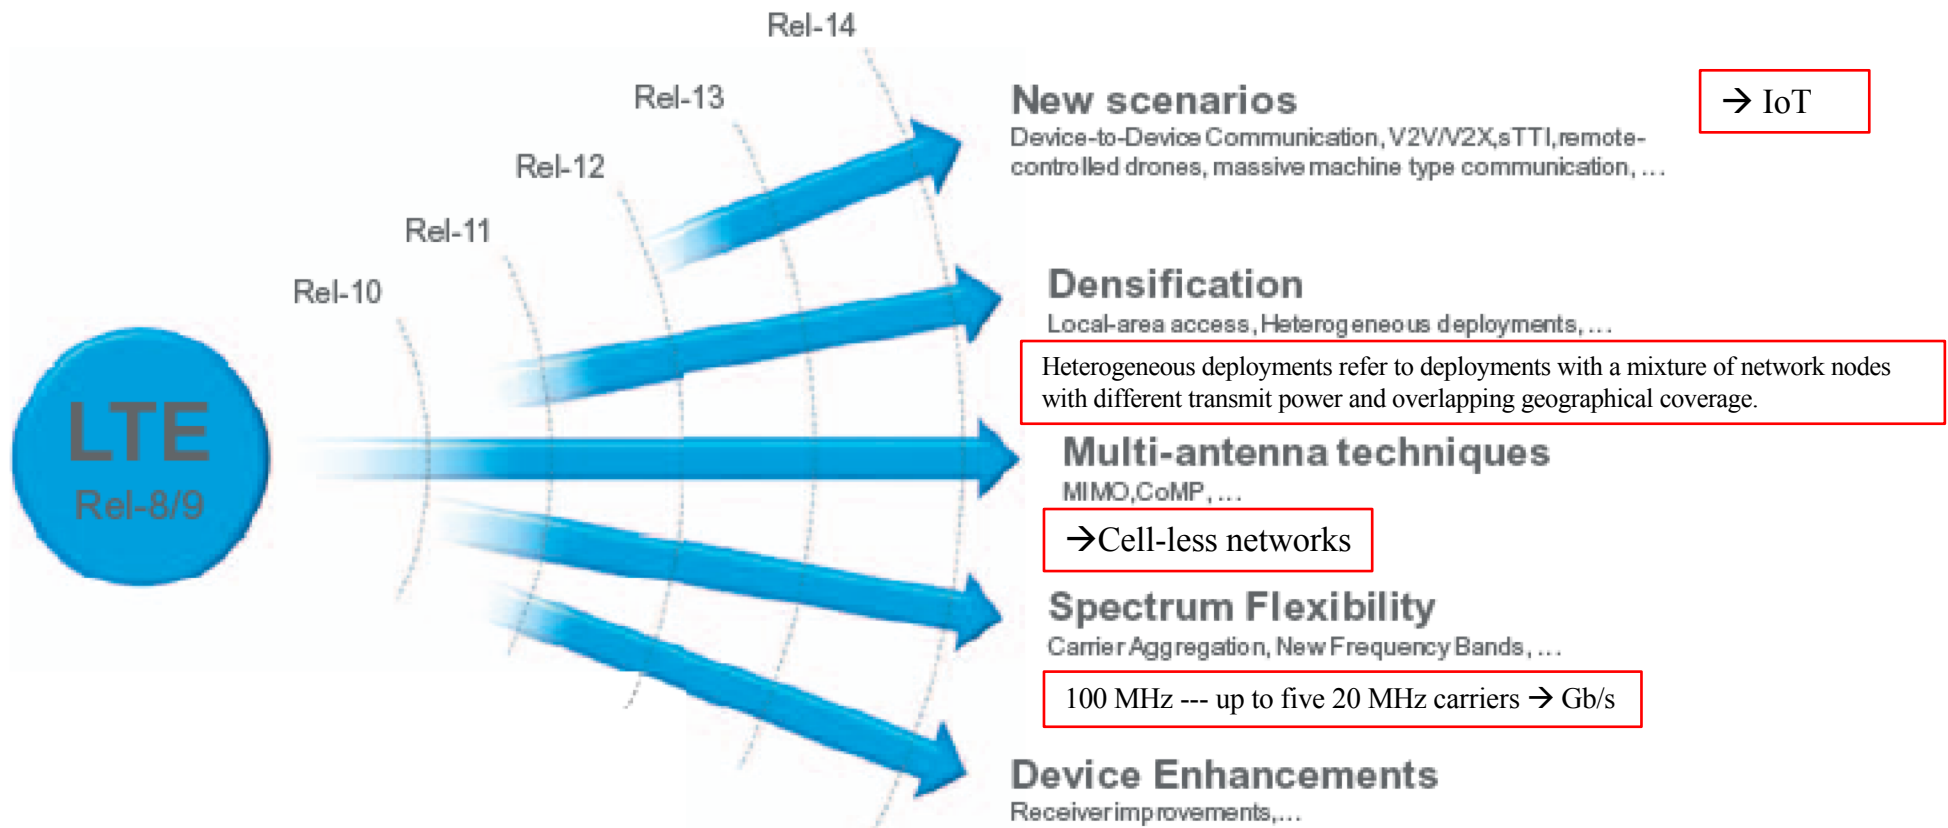 Rel-14
Rel-13
Rel-12
Rel-11
Rel-10
LTE
Rel-8/9
New scenarios
Device-to-Device Communication, V2V/V2X,sTTI,remote-
controlled drones, massive machine type communication, ...
→ IoT
Densification
Local-area access, Heterogeneous deployments, ...
Heterogeneous deployments refer to deployments with a mixture of network nodes
with different transmit power and overlapping geographical coverage.
Multi-antenna techniques
MIMO,CoMP, ...
→Cell-less networks
Spectrum Flexibility
Carrier Aggregation, New Frequency Bands, ...
100 MHz --- up to five 20 MHz carriers → Gb/s
Device Enhancements
Receiver improvements,...